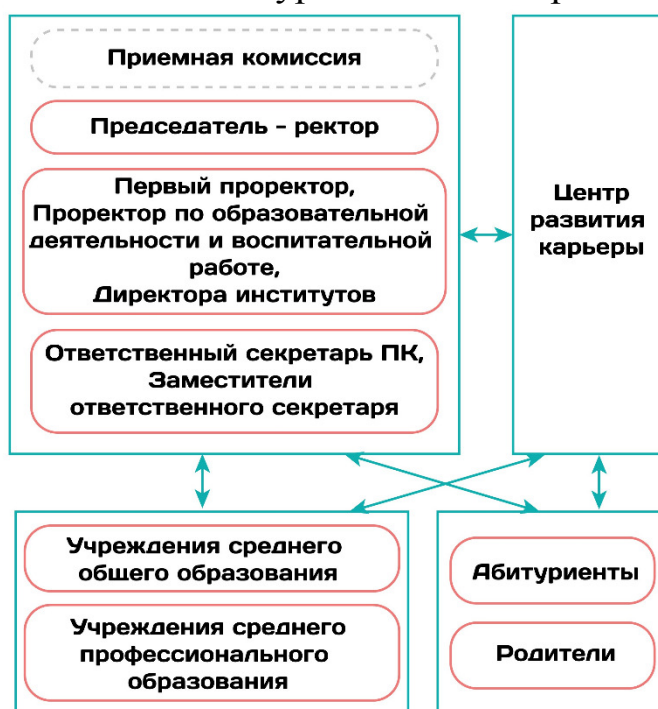 Приемная комиссия
Председатель - ректор
Первый проректор,
Проректор по образовательной
деятельности и воспитательной
работе,
Директора институтов
Ответственный секретарь ПК,
Заместители
ответственного секретаря
Центр
развития
карьеры
Учреждения среднего
общего образования
Учреждения среднего
профессионального
образования
Абитуриенты
Родители